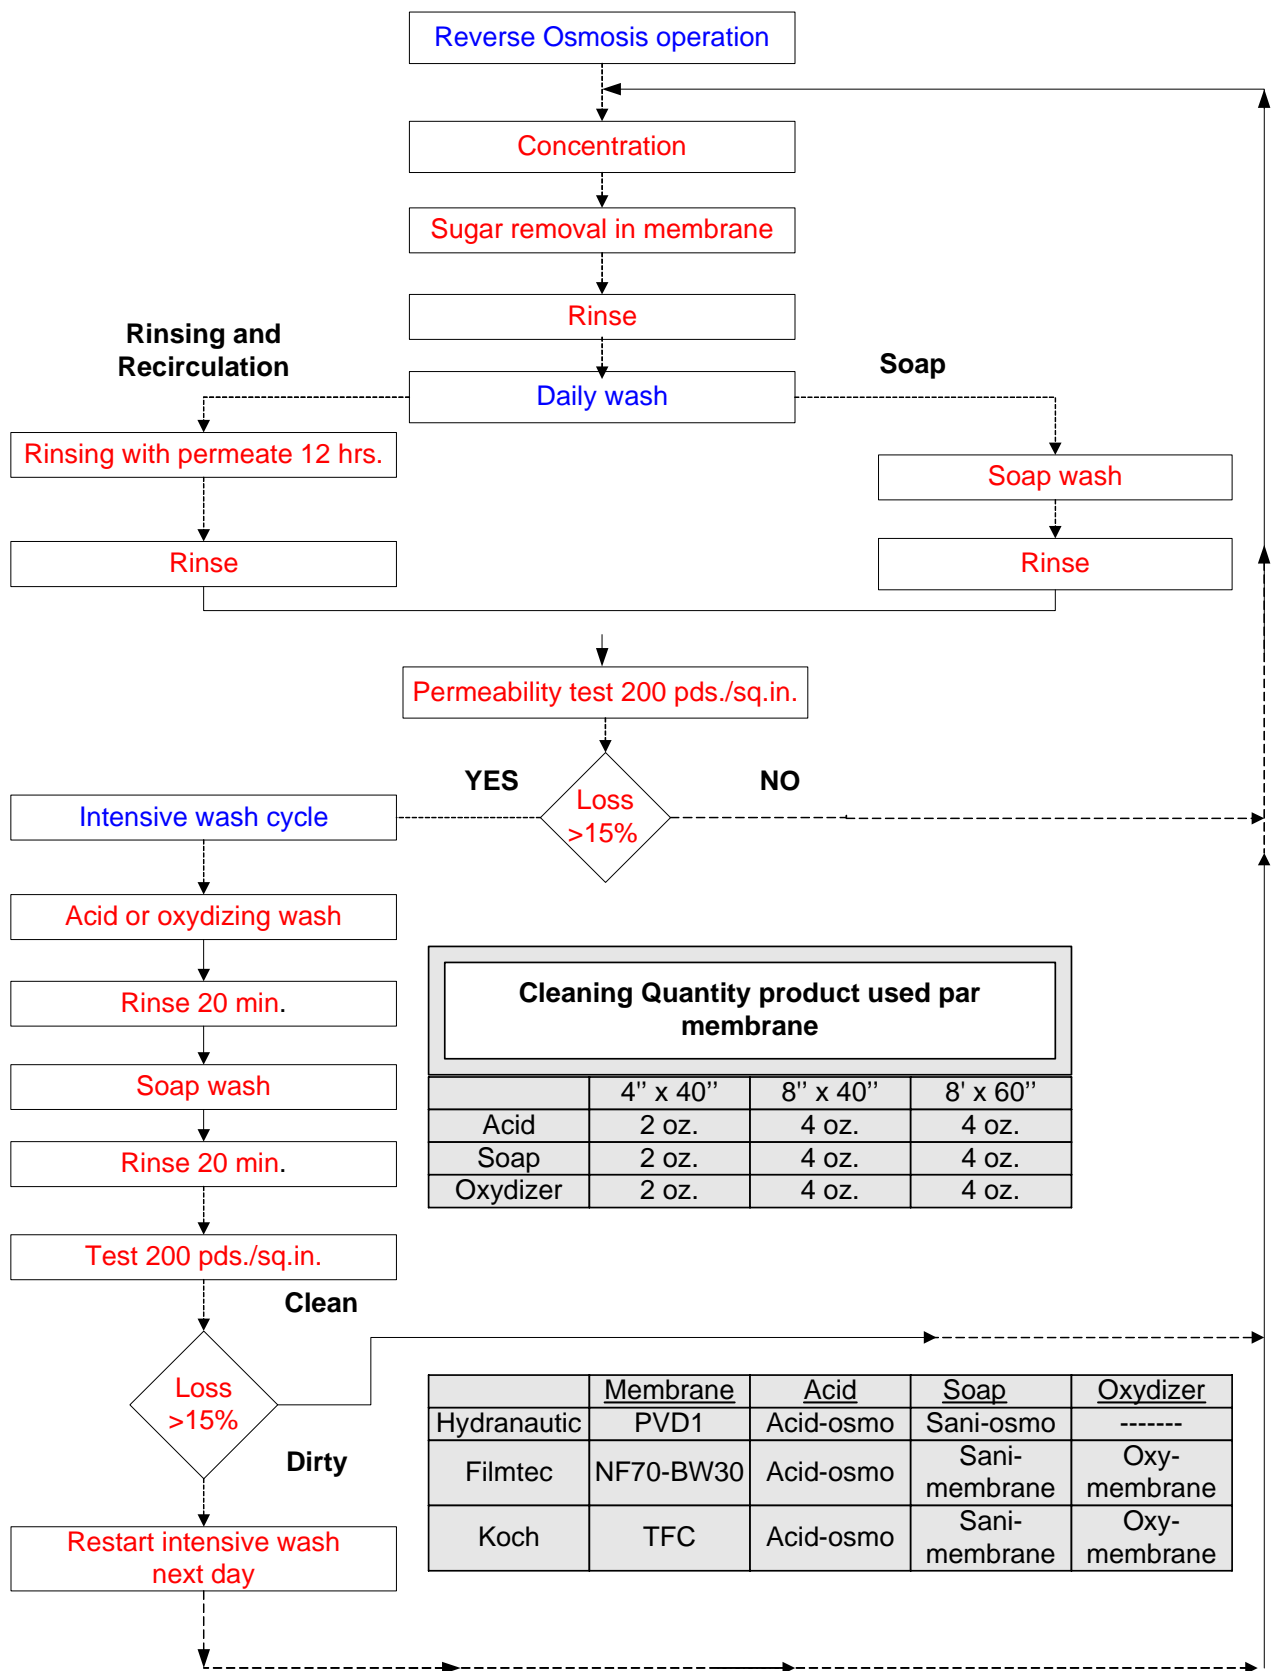 Reverse Osmosis operation
Concentration
Sugar removal in membrane
Rinse
Rinsing and
Recirculation
Soap
Daily wash
Rinsing with permeate 12 hrs.
Soap wash
Rinse
Rinse
Permeability test 200 pds./sq.in.
YES
NO
Loss
>15%
Intensive wash cycle
Acid or oxydizing wash
Rinse 20 min.
Soap wash
Rinse 20 min.
Test 200 pds./sq.in.
Cleaning Quantity product used par
membrane
4'' x 40'' 8'' x 40'' 8' x 60''
Acid 2 oz. 4 oz. 4 oz.
Soap 2 oz. 4 oz. 4 oz.
Oxydizer 2 oz. 4 oz. 4 oz.
Clean
Loss
>15%
Dirty
Restart intensive wash
next day
Membrane Acid Soap Oxydizer
Hydranautic PVD1 Acid-osmo Sani-osmo -------
Filmtec NF70-BW30 Acid-osmo Sani- Oxy-
membrane membrane
Koch TFC Acid-osmo Sani- Oxy-
membrane membrane